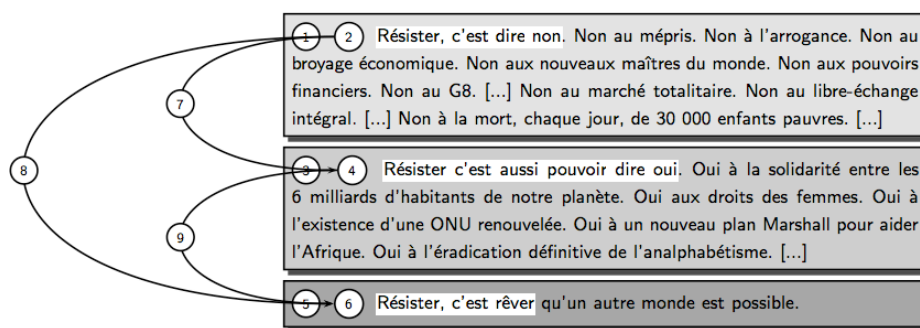 1 2 Résister, c'est dire non. Non au mépris. Non à l'arrogance. Non au
broyage économique. Non aux nouveaux maîtres du monde. Non aux pouvoirs
financiers. Non au G8. [...] Non au marché totalitaire. Non au libre-échange
7
intégral. [...] Non à la mort, chaque jour, de 30 000 enfants pauvres. [...]
8
3 4 Résister c'est aussi pouvoir dire oui. Oui à la solidarité entre les
6 milliards d'habitants de notre planète. Oui aux droits des femmes. Oui à
l'existence d'une ONU renouvelée. Oui à un nouveau plan Marshall pour aider
9
l'Afrique. Oui à l'éradication définitive de l'analphabétisme. [...]
5 6 Résister, c'est rêver qu'un autre monde est possible.